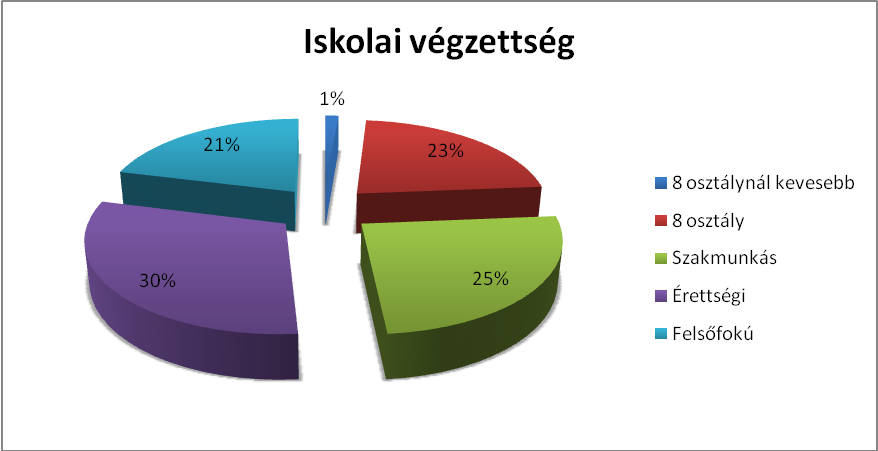 Iskolai végzettség
1%
21%
23%
30%
25%
8 osztálynál kevesebb
8 osztály
Szakmunkás
Érettségi
Felsőfokú